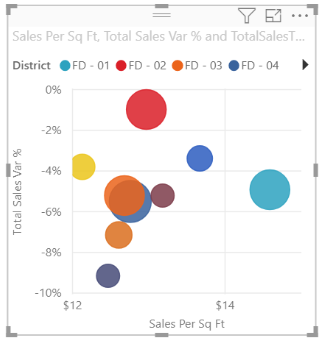 Sales Per Sq Ft, Total Sales Var % and TotalSalesT...
District FD - 01 FD - 02 FD - 03 FD - 04
0%
-2%
-4%
-6%
-8%
-10%
Total Sales Var %
$12 $14
Sales Per Sq Ft